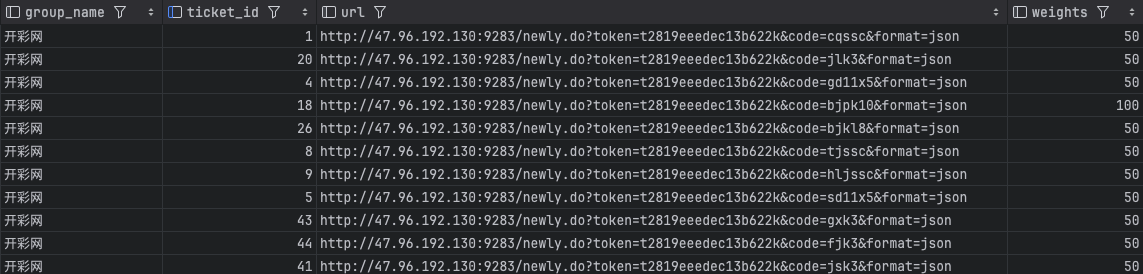 group_name ticket_id url weights
开彩网 1 http://47.96.192.130:9283/newly.do?token=t2819eeedec13b622k&code=cqssc&format=json 50
开彩网 20 http://47.96.192.130:9283/newly.do?token=t2819eeedec13b622k&code=jlk3&format=json 50
开彩网 4 http://47.96.192.130:9283/newly.do?token=t2819eeedec13b622k&code=gd11x5&format=json 50
开彩网 18 http://47.96.192.130:9283/newly.do?token=t2819eeedec13b622k&code=bjpk10&format=json 100
开彩网 26 http://47.96.192.130:9283/newly.do?token=t2819eeedec13b622k&code=bjkl8&format=json 50
开彩网 8 http://47.96.192.130:9283/newly.do?token=t2819eeedec13b622k&code=tjssc&format=json 50
开彩网 9 http://47.96.192.130:9283/newly.do?token=t2819eeedec13b622k&code=hljssc&format=json 50
开彩网 5 http://47.96.192.130:9283/newly.do?token=t2819eeedec13b622k&code=sd11x5&format=json 50
开彩网 43 http://47.96.192.130:9283/newly.do?token=t2819eeedec13b622k&code=gxk3&format=json 50
开彩网 44 http://47.96.192.130:9283/newly.do?token=t2819eeedec13b622k&code=fjk3&format=json 50
开彩网 41 http://47.96.192.130:9283/newly.do?token=t2819eeedec13b622k&code=jsk3&format=json 50